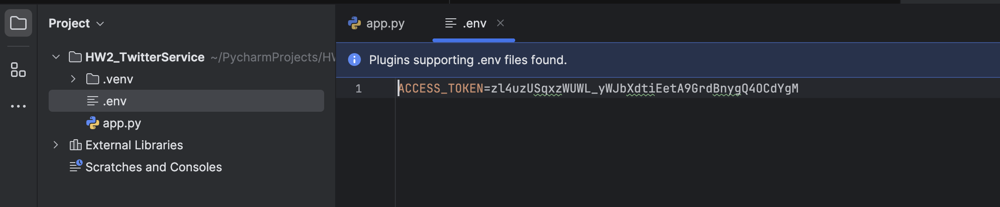 Project
app.py
.env
HW2_TwitterService ~/PycharmProjects/HW
Plugins supporting .env files found.
.venv
1 ACCESS_TOKEN=zl4uzUSqxzWUWL_yWJbXdtiEetA9GrdBnygQ4OCdYgM
.env
app.py
External Libraries
Scratches and Consoles